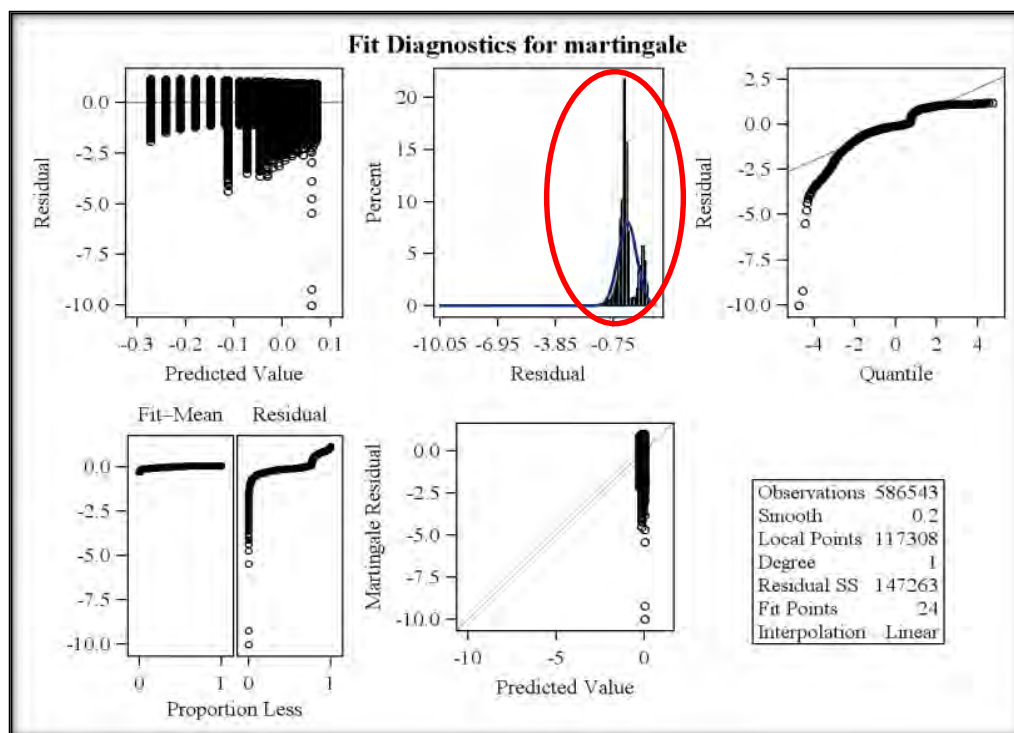 Fit Diagnostics for martingale
0.0
-2.5
-5.0
-7.5
-10.0
Residual
-0.3 -0.2 -0.1 0.0 0.1
Predicted Value
20
15
10
5
0
Percent
-10.05 -6.95 -3.85 -0.75
Residual
2.5
0.0
-2.5
-5.0
-7.5
-10.0
Residual
-4 -2 0 2 4
Quantile
Fit–Mean Residual
0.0
-2.5
-5.0
-7.5
-10.0
0 1 0 1
Proportion Less
0.0
-2.5
-5.0
-7.5
-10.0
Martingale Residual
-10 -5 0
Predicted Value
Observations 586543
Smooth 0.2
Local Points 117308
Degree 1
Residual SS 147263
Fit Points 24
Interpolation Linear